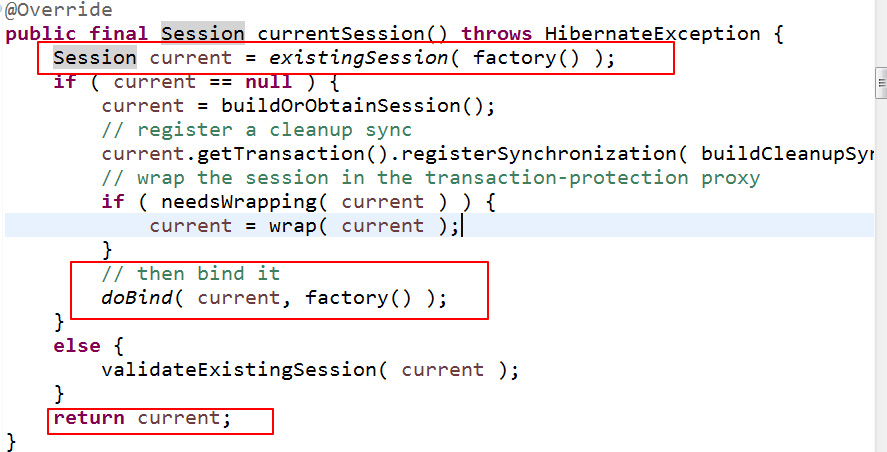 @Override
public final Session currentSession() throws HibernateException {
    Session current = existingSession( factory() );
    if ( current == null ) {
        current = buildOrObtainSession();
        // register a cleanup sync
        current.getTransaction().registerSynchronization( buildCleanupSyn
        // wrap the session in the transaction-protection proxy
        if ( needsWrapping( current ) ) {
            current = wrap( current );
        }
        // then bind it
        doBind( current, factory() );
    }
    else {
        validateExistingSession( current );
    }
    return current;
}